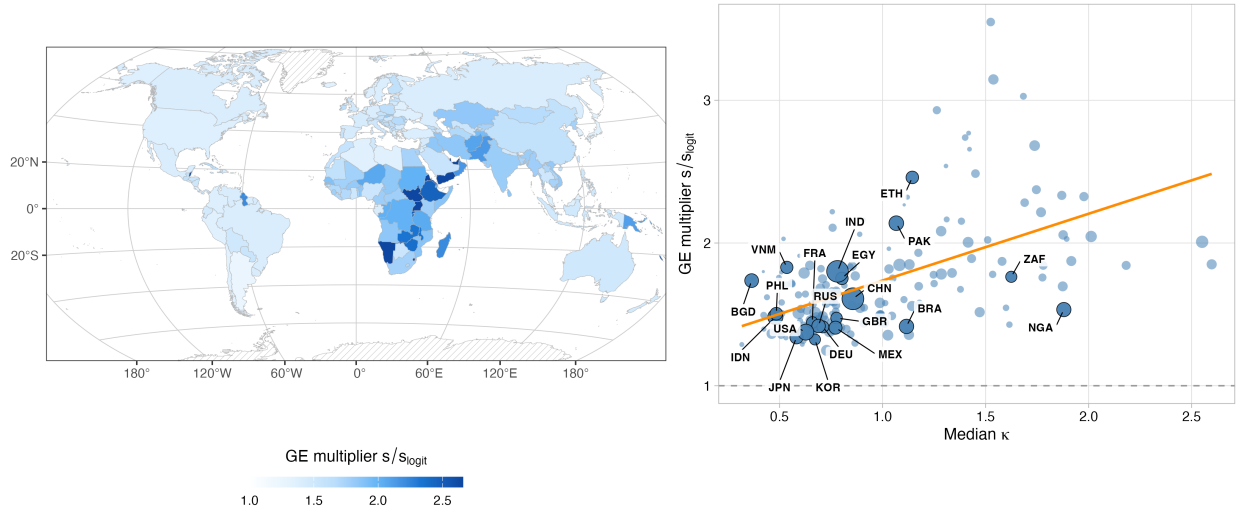 20°N
0°
20°S
180°
120°W
60°W
0°
60°E
120°E
180°
GE multiplier s/s_logit
1.0
1.5
2.0
2.5
GE multiplier s/s_logit
3
2
1
ETH
IND
PAK
VNM
FRA
EGY
ZAF
PHL
CHN
BGD
RUS
BRA
USA
GBR
NGA
IDN
DEU
MEX
JPN
KOR
0.5
1.0
1.5
2.0
2.5
Median κ